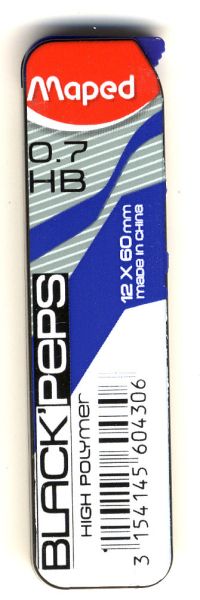 Maped
0.7
HB
12 X 60 mm
made in china
BLACK'PEPS
HIGH POLYMER
3 154145 604306